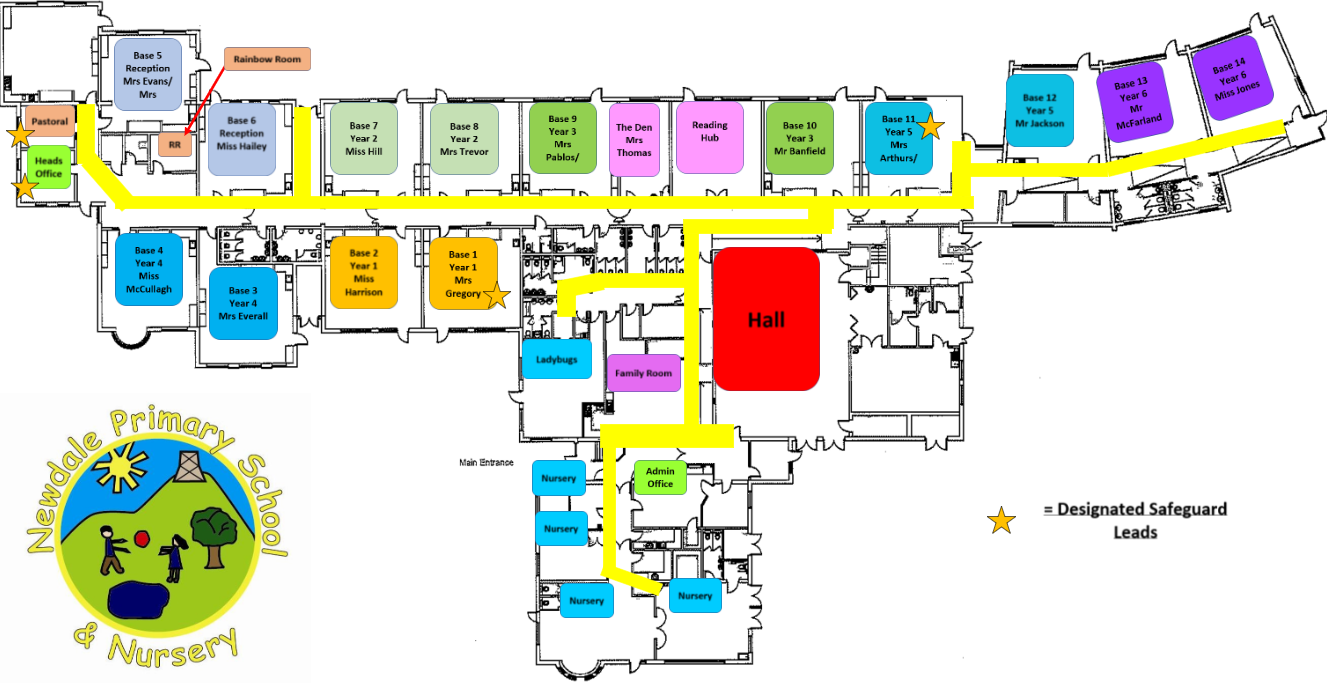 Base 5
Reception
Mrs Evans/
Mrs
Rainbow Room
Pastoral
Heads
Office
RR
Base 6
Reception
Miss Hailey
Base 7
Year 2
Miss Hill
Base 8
Year 2
Mrs Trevor
Base 9
Year 3
Mrs
Pablos/
The Den
Mrs
Thomas
Reading
Hub
Base 10
Year 3
Mr Banfield
Base 11
Year 5
Mrs
Arthurs/
Base 12
Year 5
Mr Jackson
Base 13
Year 6
Mr
McFarland
Base 14
Year 6
Miss Jones
Base 4
Year 4
Miss
McCullagh
Base 3
Year 4
Mrs Everall
Base 2
Year 1
Miss
Harrison
Base 1
Year 1
Mrs
Gregory
Hall
Ladybugs
Family Room
Main Entrance
Nursery
Admin
Office
Nursery
Nursery
Nursery
= Designated Safeguard
Leads
Newdale Primary School
& Nursery